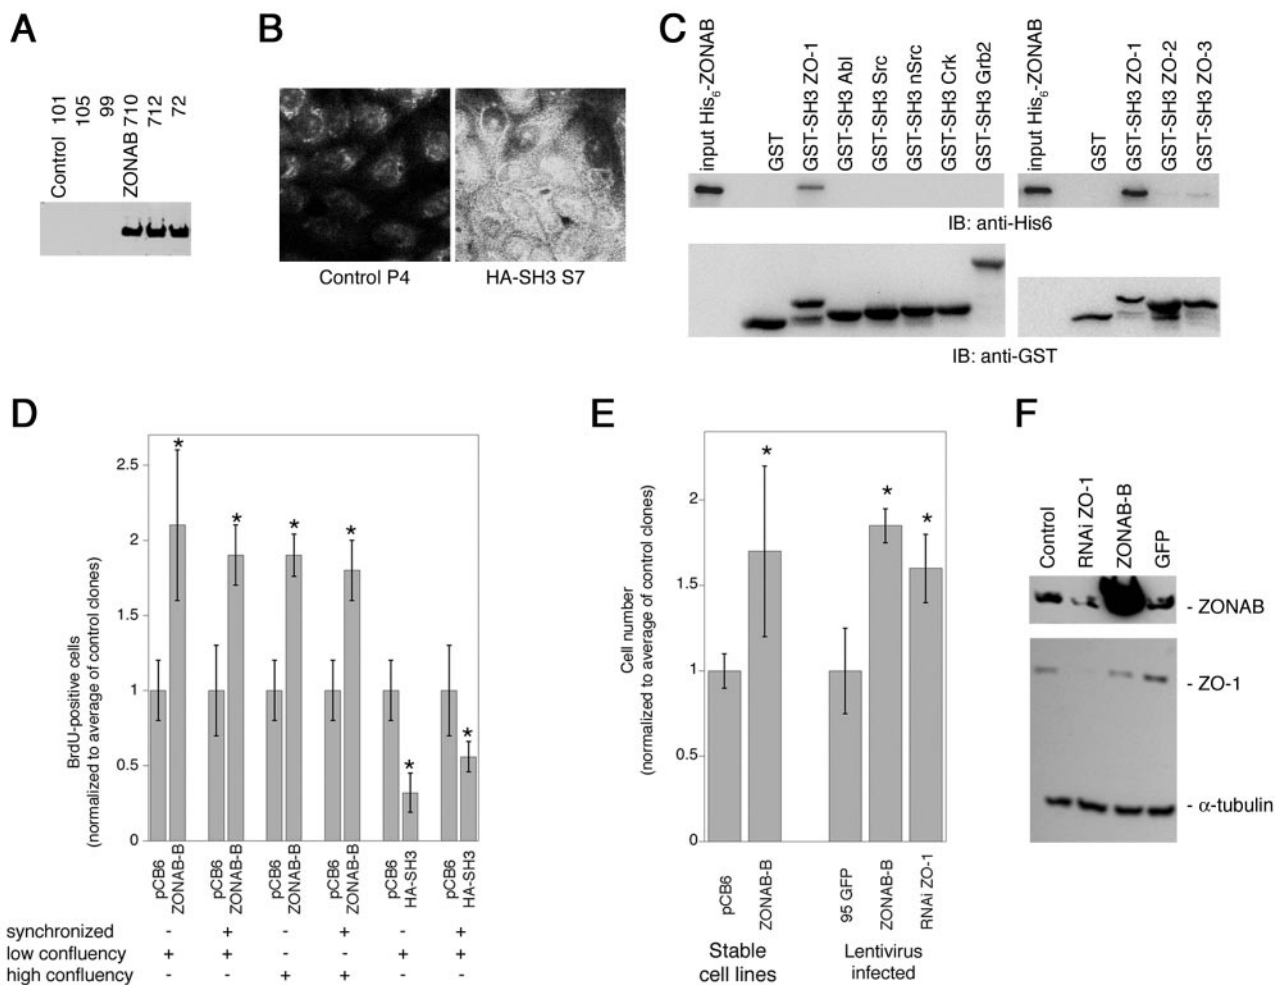 A
Control 101
105
99
ZONAB 710
712
72
B
Control P4
HA-SH3 S7
C
input His6-ZONAB
GST
GST-SH3 ZO-1
GST-SH3 Abl
GST-SH3 Src
GST-SH3 nSrc
GST-SH3 Crk
GST-SH3 Grb2
input His6-ZONAB
GST
GST-SH3 ZO-1
GST-SH3 ZO-2
GST-SH3 ZO-3
IB: anti-His6
IB: anti-GST
D
BrdU-positive cells
(normalized to average of control clones)
2.5
2
1.5
1
0.5
0
* * * * * *
pCB6
ZONAB-B
pCB6
ZONAB-B
pCB6
ZONAB-B
pCB6
ZONAB-B
pCB6
HA-SH3
pCB6
HA-SH3
synchronized - + - + - +
low confluency + + - - + +
high confluency - - + + - -
E
Cell number
(normalized to average of control clones)
2
1.5
1
0.5
0
* * *
pCB6
ZONAB-B
95 GFP
ZONAB-B
RNAi ZO-1
Stable
cell lines
Lentivirus
infected
F
Control
RNAi ZO-1
ZONAB-B
GFP
- ZONAB
- ZO-1
- α-tubulin